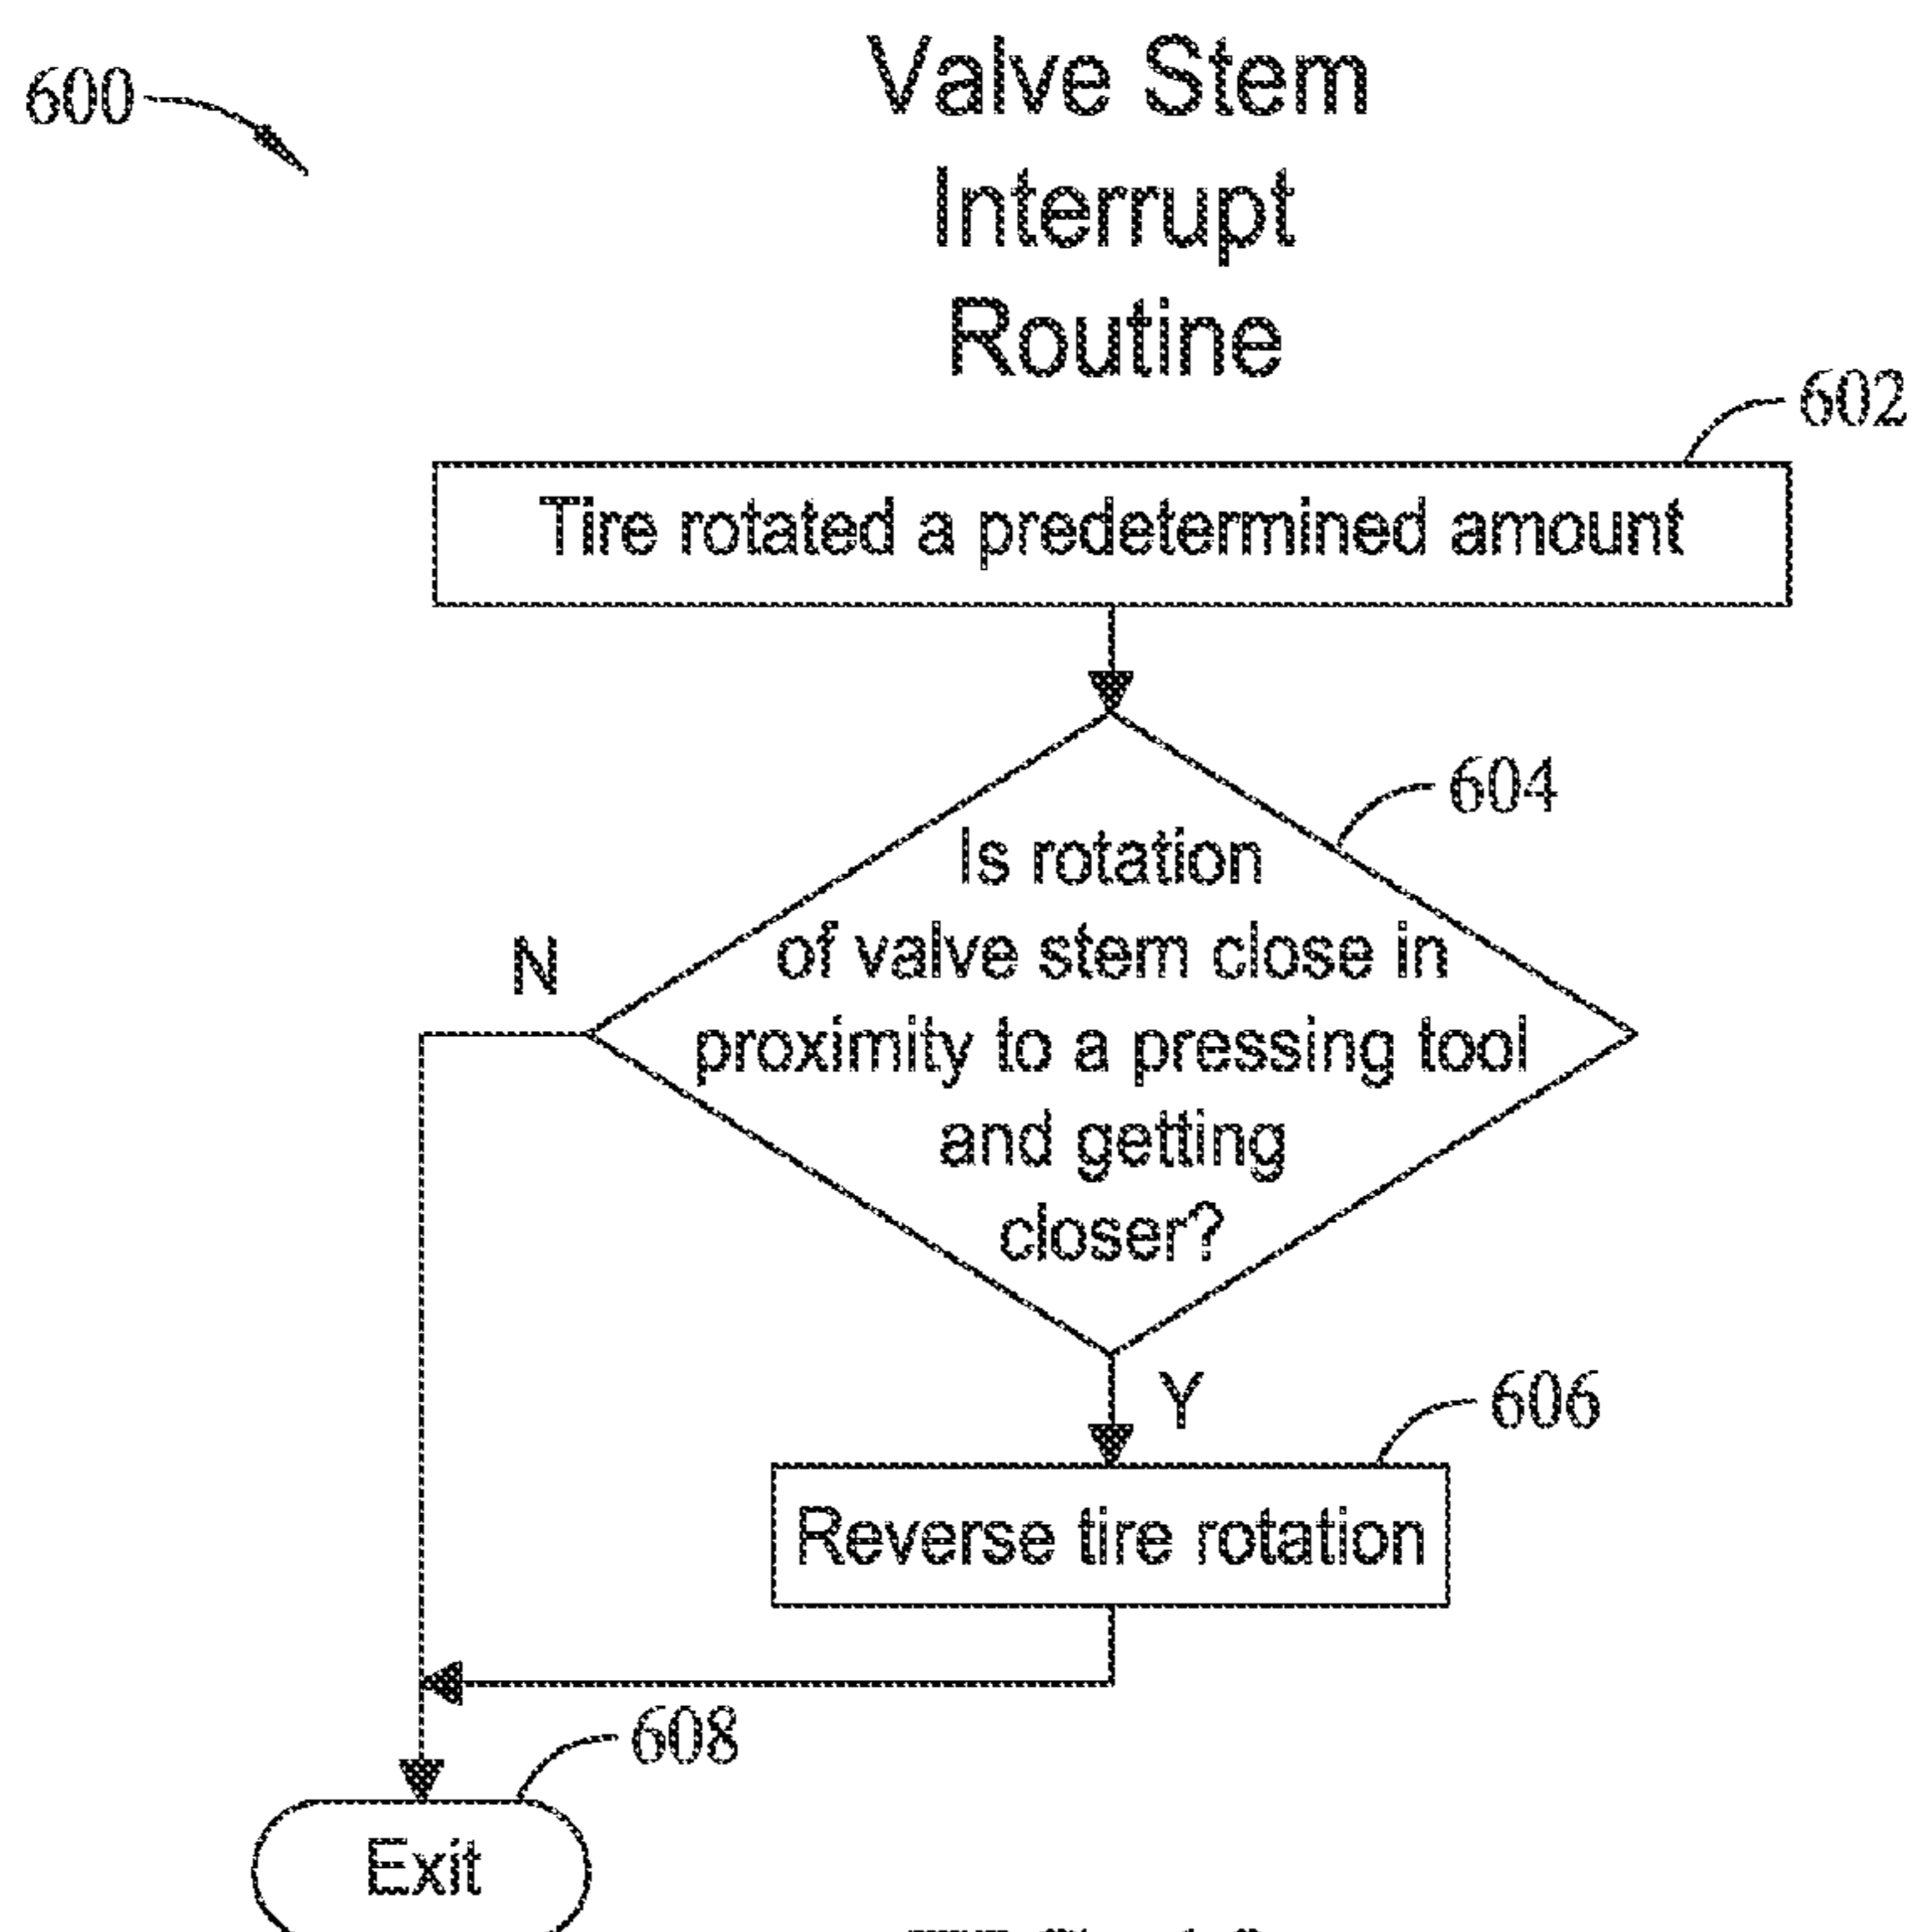 600
Valve Stem
Interrupt
Routine
602
Tire rotated a predetermined amount
604
Is rotation
of valve stem close in
proximity to a pressing tool
and getting
closer?
N
Y
606
Reverse tire rotation
608
Exit